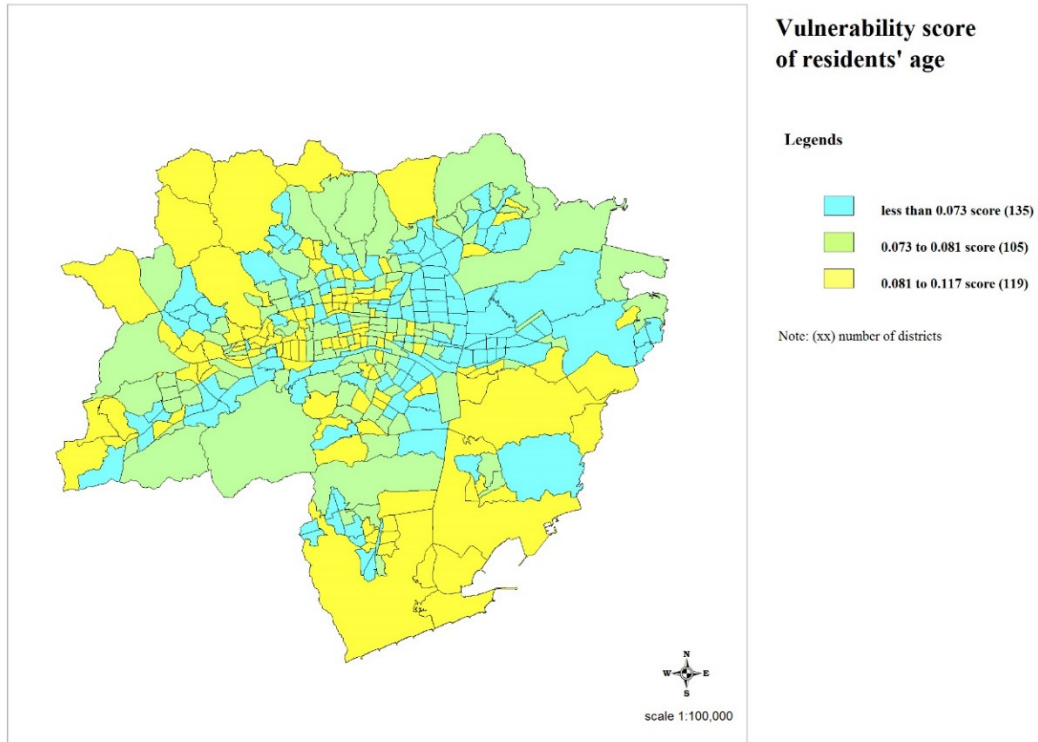 Vulnerability score
of residents' age
Legends
less than 0.073 score (135)
0.073 to 0.081 score (105)
0.081 to 0.117 score (119)
Note: (xx) number of districts
N
W E
S
scale 1:100,000